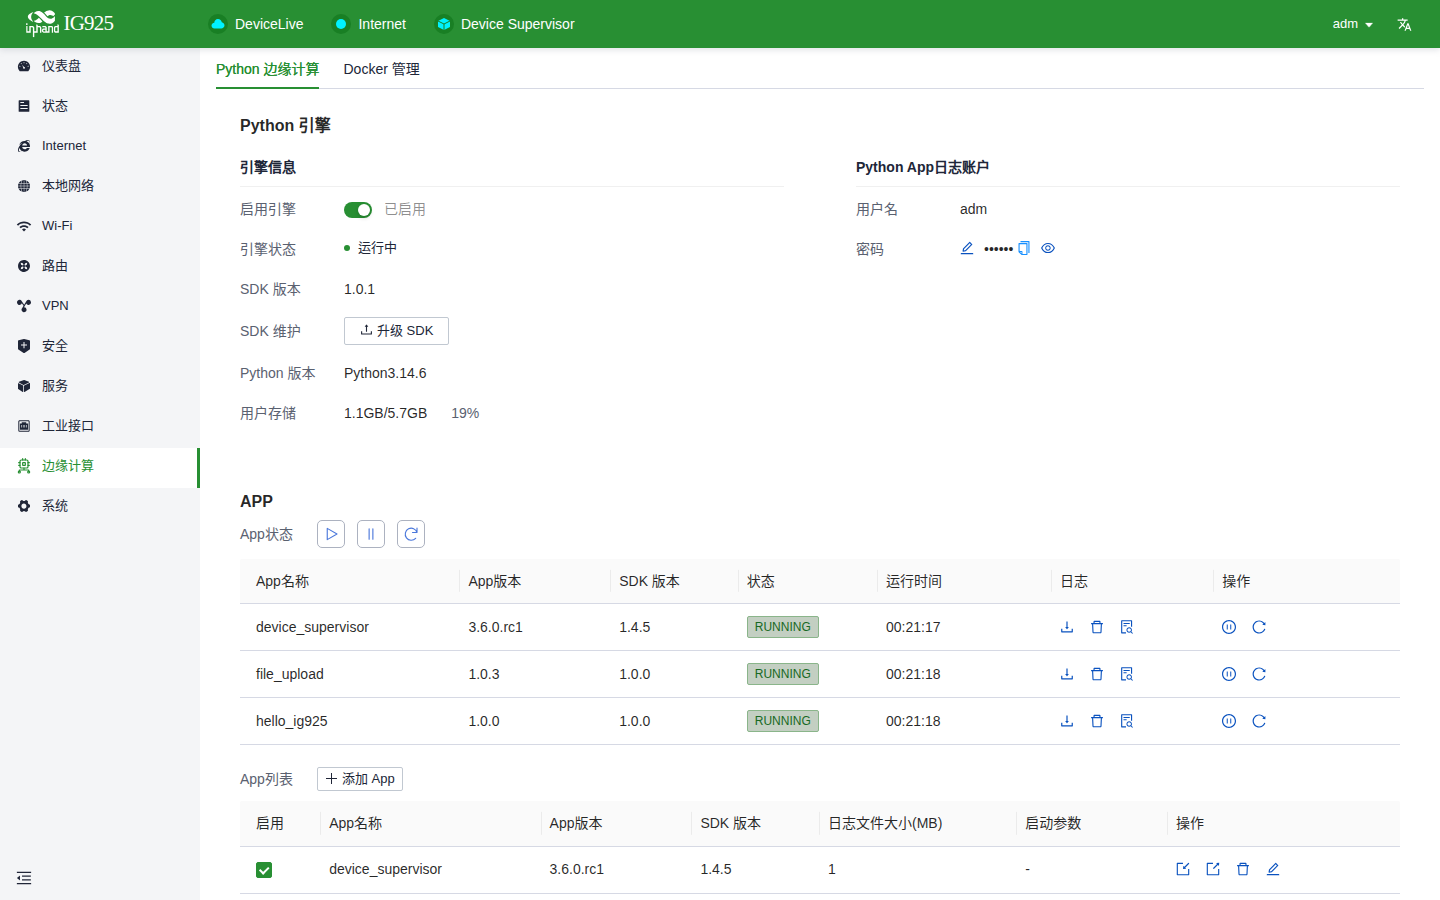 inhand IG925
DeviceLive
Internet
Device Supervisor
adm
仪表盘
状态
Internet
本地网络
Wi-Fi
路由
VPN
安全
服务
工业接口
边缘计算
系统
Python 边缘计算 Docker 管理
Python 引擎
引擎信息
启用引擎 已启用
引擎状态 运行中
SDK 版本 1.0.1
SDK 维护 升级 SDK
Python 版本 Python3.14.6
用户存储 1.1GB/5.7GB 19%
Python App日志账户
用户名 adm
密码 ••••••
APP
App状态
App名称 App版本 SDK 版本 状态 运行时间 日志 操作
device_supervisor 3.6.0.rc1 1.4.5 RUNNING 00:21:17
file_upload 1.0.3 1.0.0 RUNNING 00:21:18
hello_ig925 1.0.0 1.0.0 RUNNING 00:21:18
App列表 添加 App
启用 App名称 App版本 SDK 版本 日志文件大小(MB) 启动参数 操作
device_supervisor 3.6.0.rc1 1.4.5 1 -